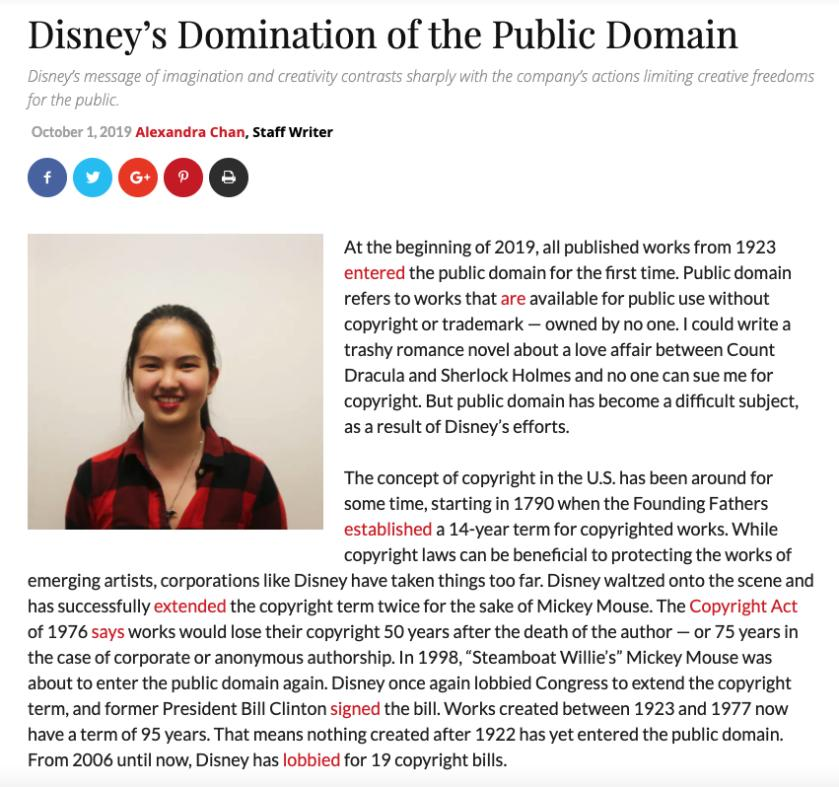 Disney’s Domination of the Public Domain
Disney’s message of imagination and creativity contrasts sharply with the company’s actions limiting creative freedoms
for the public.
October 1, 2019 Alexandra Chan, Staff Writer
f G+
At the beginning of 2019, all published works from 1923
entered the public domain for the first time. Public domain
refers to works that are available for public use without
copyright or trademark — owned by no one. I could write a
trashy romance novel about a love affair between Count
Dracula and Sherlock Holmes and no one can sue me for
copyright. But public domain has become a difficult subject,
as a result of Disney’s efforts.
The concept of copyright in the U.S. has been around for
some time, starting in 1790 when the Founding Fathers
established a 14-year term for copyrighted works. While
copyright laws can be beneficial to protecting the works of
emerging artists, corporations like Disney have taken things too far. Disney waltzed onto the scene and
has successfully extended the copyright term twice for the sake of Mickey Mouse. The Copyright Act
of 1976 says works would lose their copyright 50 years after the death of the author — or 75 years in
the case of corporate or anonymous authorship. In 1998, “Steamboat Willie’s” Mickey Mouse was
about to enter the public domain again. Disney once again lobbied Congress to extend the copyright
term, and former President Bill Clinton signed the bill. Works created between 1923 and 1977 now
have a term of 95 years. That means nothing created after 1922 has yet entered the public domain.
From 2006 until now, Disney has lobbied for 19 copyright bills.